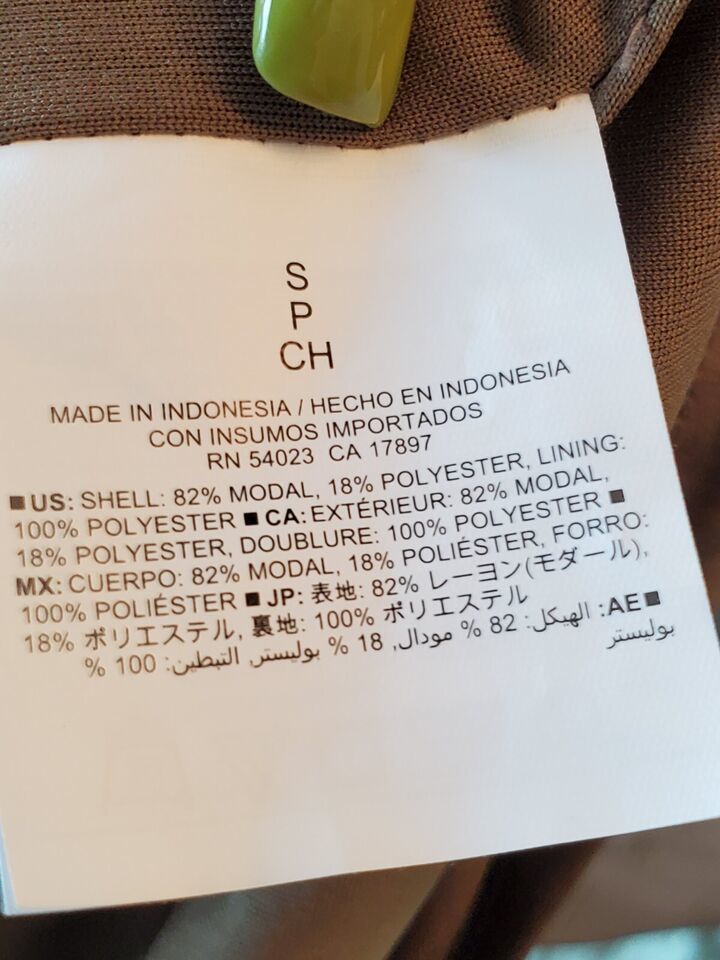 S
P
CH
MADE IN INDONESIA / HECHO EN INDONESIA
CON INSUMOS IMPORTADOS
RN 54023 CA 17897
■US: SHELL: 82% MODAL, 18% POLYESTER, LINING:
100% POLYESTER ■CA:EXTÉRIEUR: 82% MODAL,
18% POLYESTER, DOUBLURE: 100% POLYESTER ■
MX: CUERPO: 82% MODAL, 18% POLIÉSTER, FORRO:
100% POLIÉSTER ■JP: 表地: 82% レーヨン(モダール),
18% ポリエステル, 裏地: 100% ポリエステル
■AE: الهيكل: 82 % مودال, 18 % بوليستر, التبطين: 100 %
بوليستر